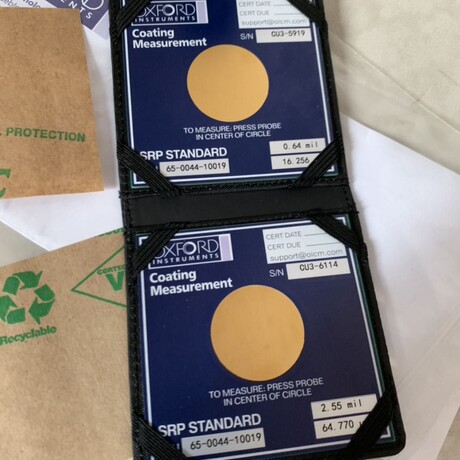 OXFORD
INSTRUMENTS
Coating
Measurement
CERT DATE
CERT DUE
support@oicm.com
S/N CU3-5919
TO MEASURE: PRESS PROBE
IN CENTER OF CIRCLE
SRP STANDARD
65-0044-10019
0.64 mil
16.256
PROTECTION
OXFORD
INSTRUMENTS
Coating
Measurement
CERT DATE
CERT DUE
support@oicm.com
S/N CU3-6114
TO MEASURE: PRESS PROBE
IN CENTER OF CIRCLE
SRP STANDARD
65-0044-10019
2.55 mil
64.770
Recyclable